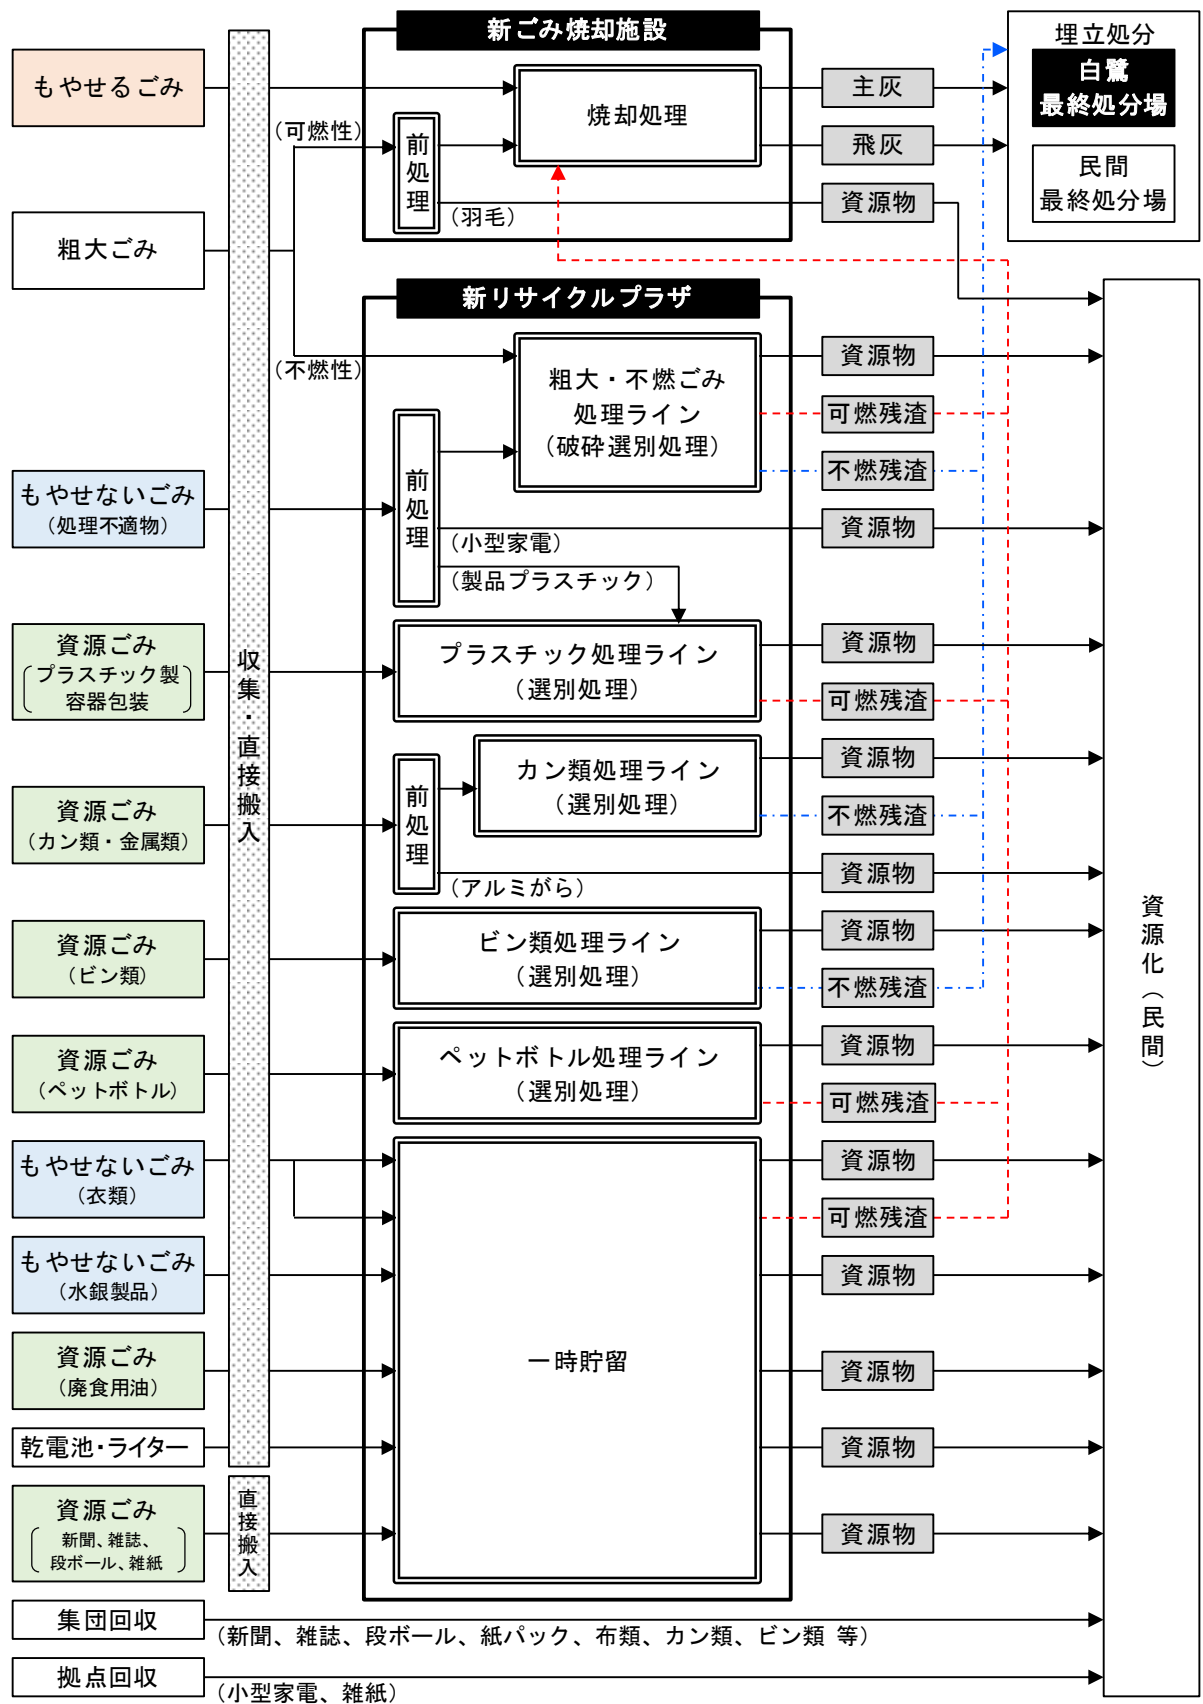 新ごみ焼却施設
もやせるごみ
焼却処理
主灰
飛灰
資源物
(可燃性)
前処理
(羽毛)
埋立処分
白鷺
最終処分場
民間
最終処分場
粗大ごみ
新リサイクルプラザ
(不燃性)
粗大・不燃ごみ
処理ライン
(破砕選別処理)
資源物
可燃残渣
不燃残渣
もやせないごみ
(処理不適物)
前処理
(小型家電)
資源物
(製品プラスチック)
収集・直接搬入
資源ごみ
プラスチック製
容器包装
プラスチック処理ライン
(選別処理)
資源物
可燃残渣
資源ごみ
(カン類・金属類)
前処理
カン類処理ライン
(選別処理)
資源物
不燃残渣
資源物
(アルミがら)
資源ごみ
(ビン類)
ビン類処理ライン
(選別処理)
資源物
不燃残渣
資源化(民間)
資源ごみ
(ペットボトル)
ペットボトル処理ライン
(選別処理)
資源物
可燃残渣
もやせないごみ
(衣類)
資源物
可燃残渣
もやせないごみ
(水銀製品)
資源物
一時貯留
資源ごみ
(廃食用油)
資源物
乾電池・ライター
資源物
資源ごみ
新聞、雑誌、
段ボール、雑紙
直接搬入
資源物
集団回収
(新聞、雑誌、段ボール、紙パック、布類、カン類、ビン類 等)
拠点回収
(小型家電、雑紙)